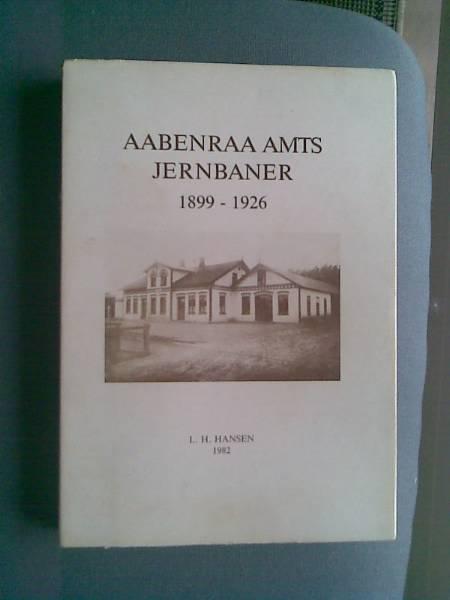 AABENRAA AMTS
JERNBANER
1899 - 1926
L. H. HANSEN
1982